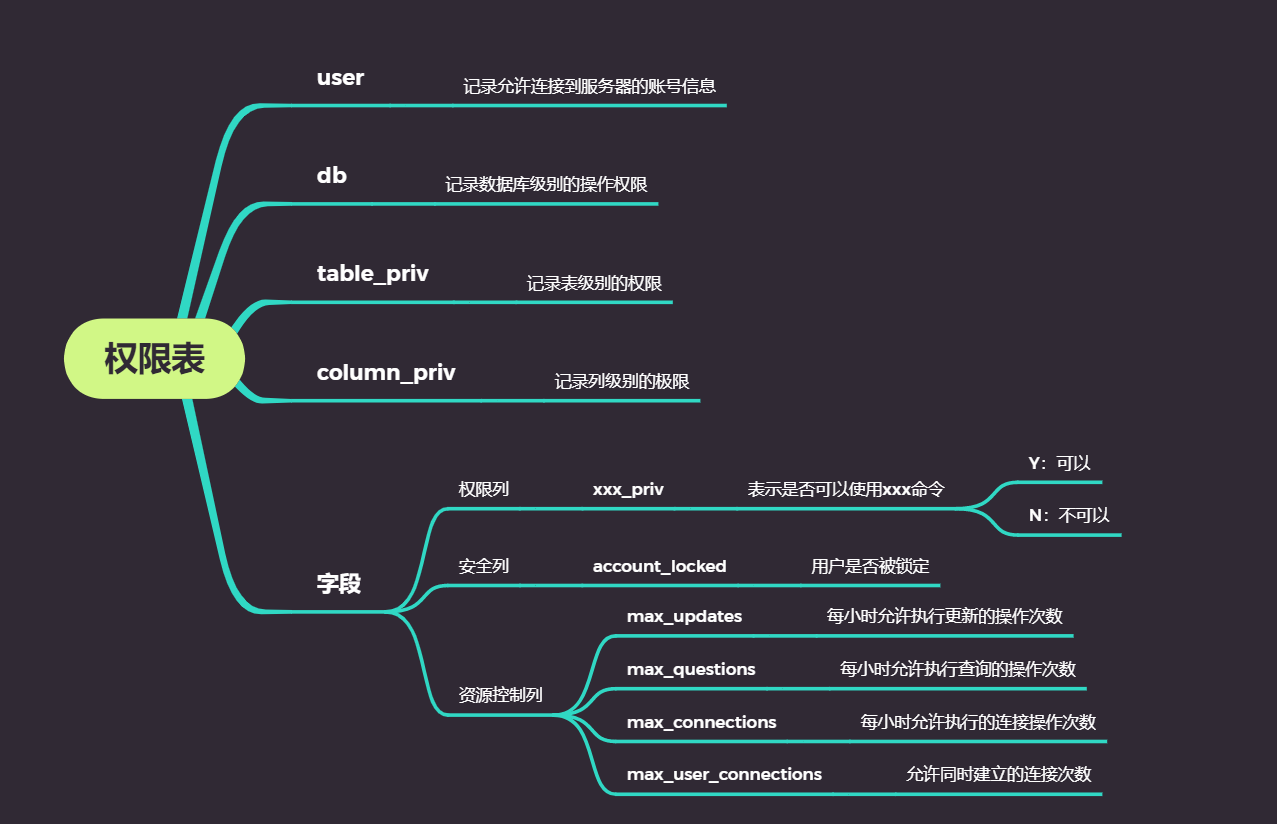 user
记录允许连接到服务器的账号信息
db
记录数据库级别的操作权限
table_priv
记录表级别的权限
权限表
column_priv
记录列级别的极限
字段
权限列
xxx_priv
表示是否可以使用xxx命令
Y：可以
N：不可以
安全列
account_locked
用户是否被锁定
资源控制列
max_updates
每小时允许执行更新的操作次数
max_questions
每小时允许执行查询的操作次数
max_connections
每小时允许执行的连接操作次数
max_user_connections
允许同时建立的连接次数